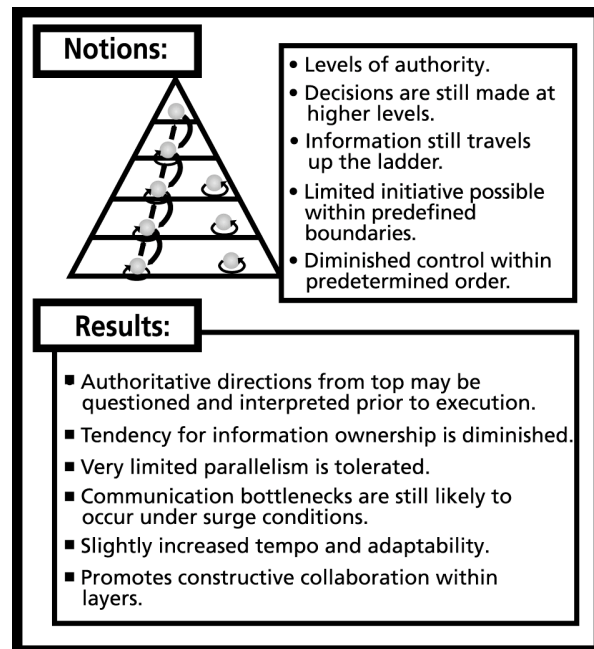 Notions:
• Levels of authority.
• Decisions are still made at
higher levels.
• Information still travels
up the ladder.
• Limited initiative possible
within predefined
boundaries.
• Diminished control within
predetermined order.
Results:
■ Authoritative directions from top may be
questioned and interpreted prior to execution.
■ Tendency for information ownership is diminished.
■ Very limited parallelism is tolerated.
■ Communication bottlenecks are still likely to
occur under surge conditions.
■ Slightly increased tempo and adaptability.
■ Promotes constructive collaboration within
layers.